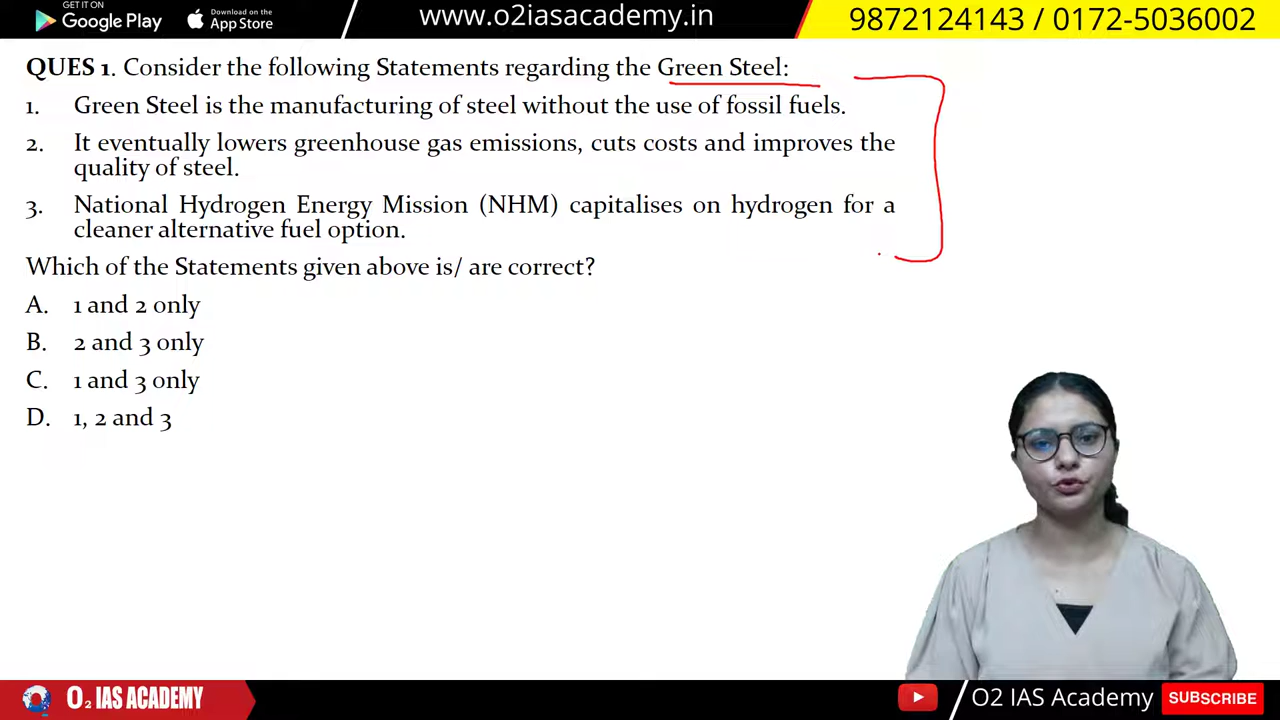 GET IT ON
Google Play
Download on the
App Store
www.o2iasacademy.in
9872124143 / 0172-5036002
QUES 1. Consider the following Statements regarding the Green Steel:
1. Green Steel is the manufacturing of steel without the use of fossil fuels.
2. It eventually lowers greenhouse gas emissions, cuts costs and improves the
quality of steel.
3. National Hydrogen Energy Mission (NHM) capitalises on hydrogen for a
cleaner alternative fuel option.
Which of the Statements given above is/ are correct?
A. 1 and 2 only
B. 2 and 3 only
C. 1 and 3 only
D. 1, 2 and 3
O2 IAS ACADEMY
O2 IAS Academy
SUBSCRIBE